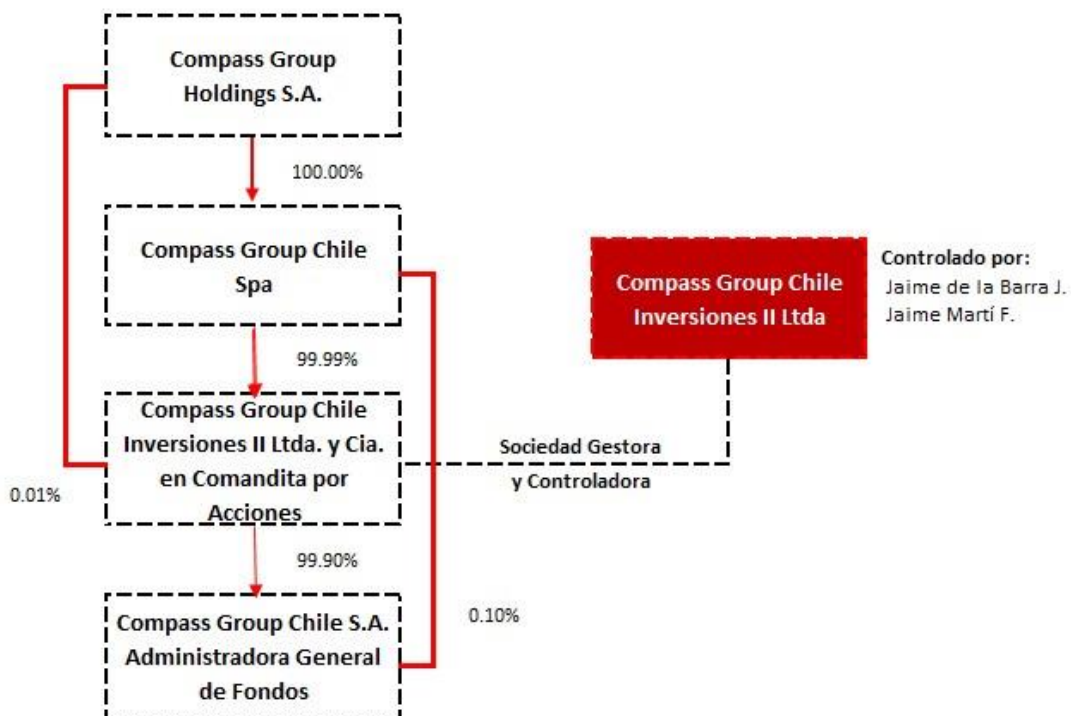 Compass Group
Holdings S.A.
100.00%
Compass Group Chile
Spa
Compass Group Chile
Inversiones II Ltda
Controlado por:
Jaime de la Barra J.
Jaime Martí F.
99.99%
Compass Group Chile
Inversiones II Ltda. y Cia.
en Comandita por
Acciones
Sociedad Gestora
y Controladora
0.01%
99.90%
0.10%
Compass Group Chile S.A.
Administradora General
de Fondos